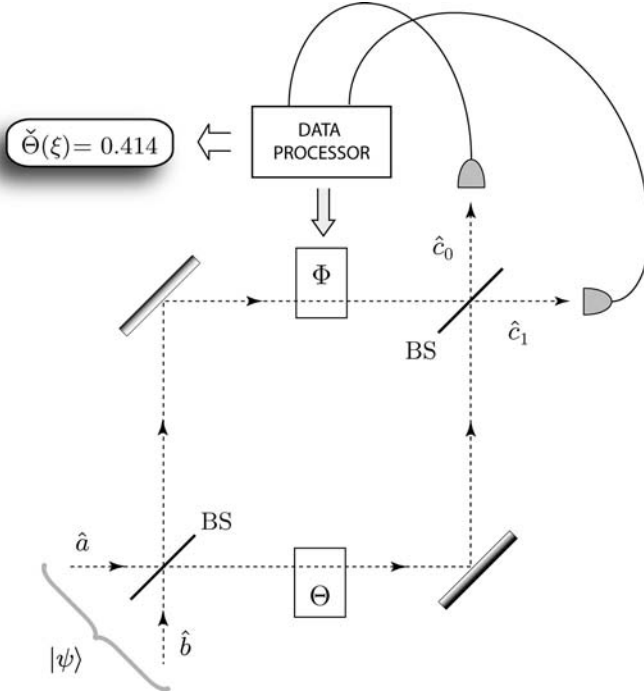 DATA
PROCESSOR
Θ̌(ξ) = 0.414
Φ
ĉ₀
BS
ĉ₁
BS
â
Θ
b̂
|ψ⟩